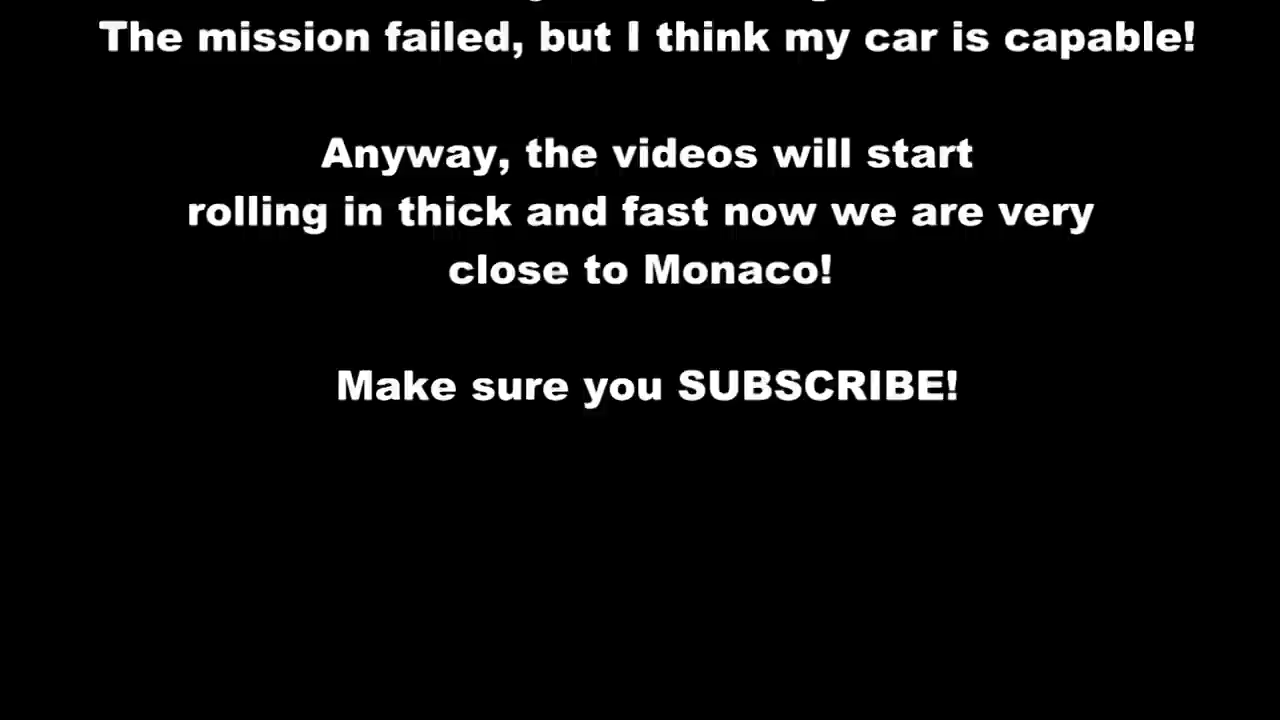 The mission failed, but I think my car is capable!
Anyway, the videos will start
rolling in thick and fast now we are very
close to Monaco!
Make sure you SUBSCRIBE!